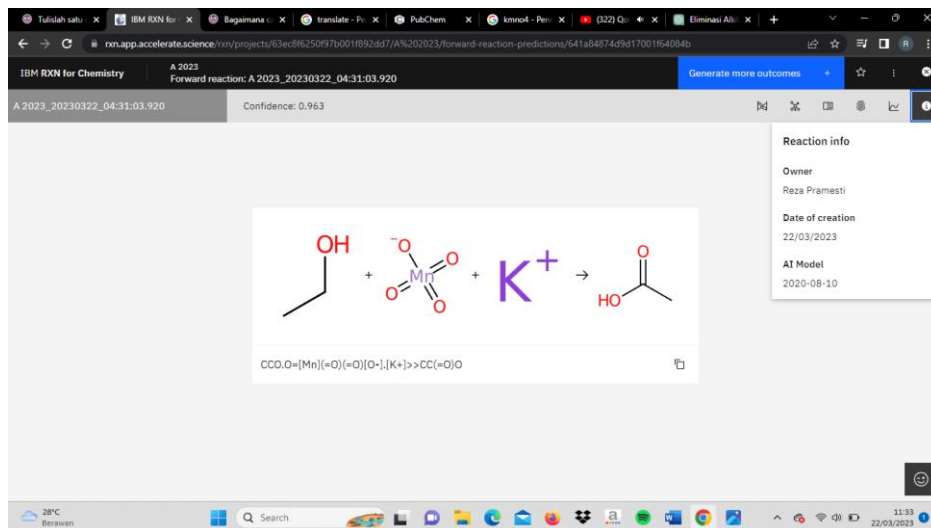 Tulislah satu
IBM RXN for
Bagaimana c
translate - Pe
PubChem
kmno4 - Pen
(322) Qo
Eliminasi Alk
rxn.app.accelerate.science/rxn/projects/63ec8f6250f97b001f892dd7/A%202023/forward-reaction-predictions/641a84874d9d17001f64084b
R
IBM RXN for Chemistry
A 2023
Forward reaction: A 2023_20230322_04:31:03.920
Generate more outcomes +
A 2023_20230322_04:31:03.920
Confidence: 0.963
Reaction info
Owner
Reza Pramesti
Date of creation
22/03/2023
AI Model
2020-08-10
OH
-O
Mn
O
O
O
+
+
K+
→
O
HO
CCO.O=[Mn](=O)(=O)[O-].[K+]>>CC(=O)O
28°C
Berawan
Search
11:33
22/03/2023